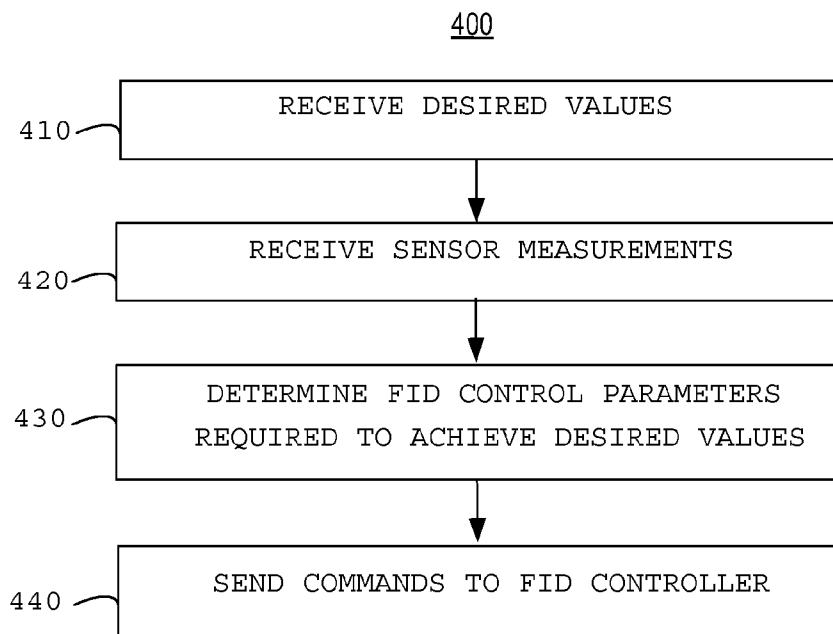 400
RECEIVE DESIRED VALUES
410
RECEIVE SENSOR MEASUREMENTS
420
DETERMINE FID CONTROL PARAMETERS
REQUIRED TO ACHIEVE DESIRED VALUES
430
SEND COMMANDS TO FID CONTROLLER
440